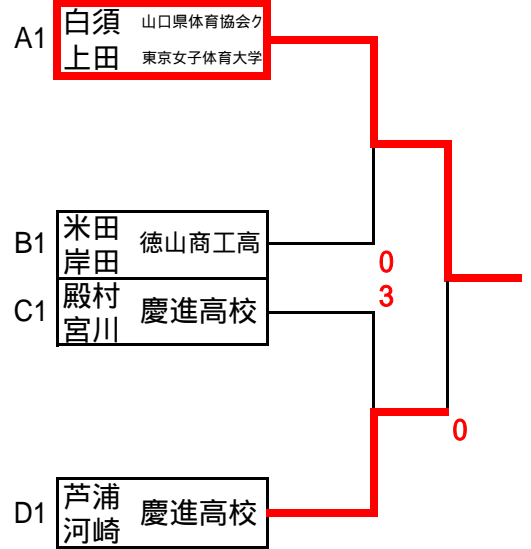 A1
白須 山口県体育協会ク
上田 東京女子体育大学
B1
米田
岸田
徳山商工高
0
3
C1
殿村
宮川
慶進高校
0
D1
芦浦
河崎
慶進高校